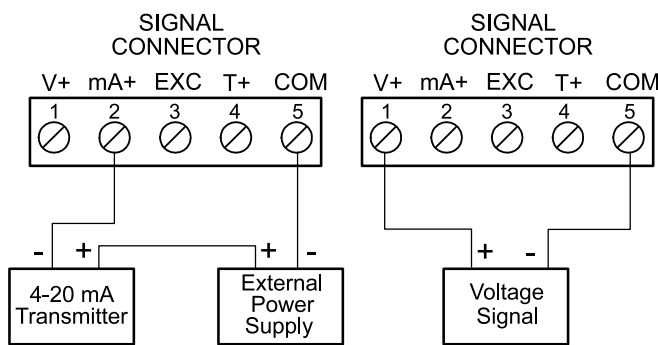 SIGNAL
CONNECTOR
V+ mA+ EXC T+ COM
1 2 3 4 5
- + + -
4-20 mA
Transmitter
External
Power
Supply
SIGNAL
CONNECTOR
V+ mA+ EXC T+ COM
1 2 3 4 5
+ -
Voltage
Signal